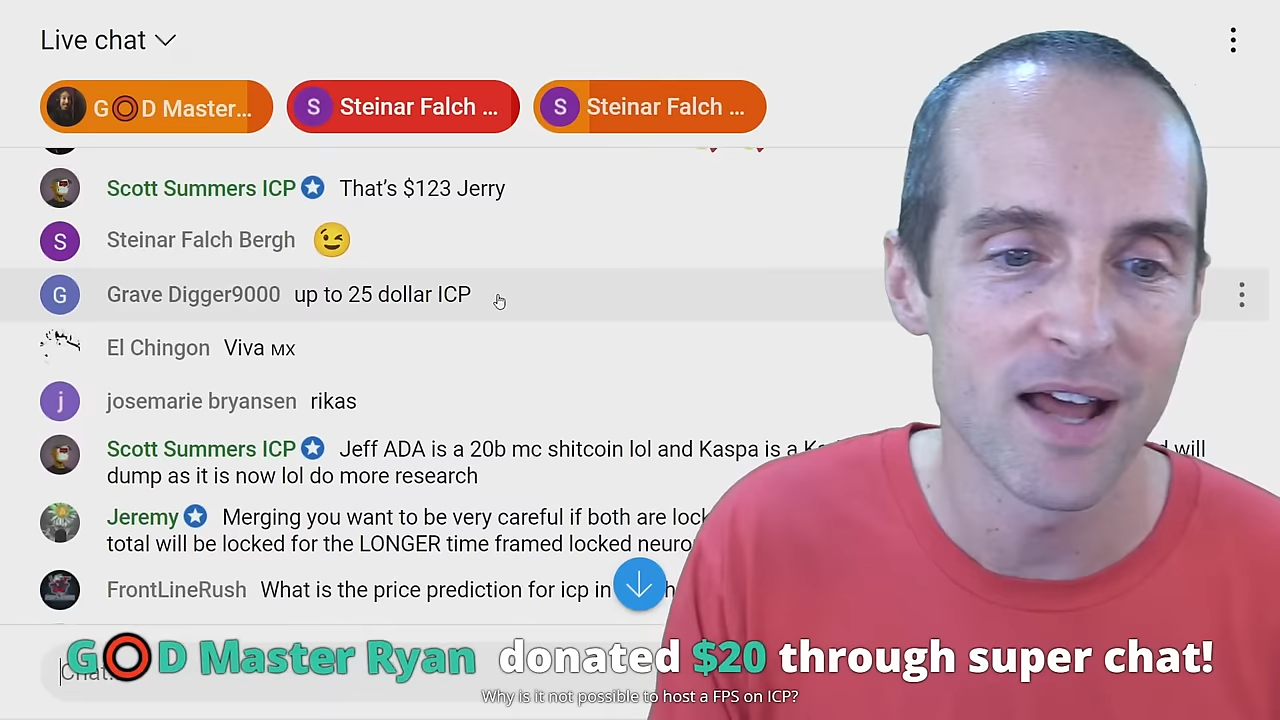 Live chat
G⭕D Master...
S Steinar Falch ...
S Steinar Falch ...
Scott Summers ICP That's $123 Jerry
S Steinar Falch Bergh 😉
G Grave Digger9000 up to 25 dollar ICP
El Chingon Viva MX
j josemarie bryansen rikas
Scott Summers ICP Jeff ADA is a 20b mc shitcoin lol and Kaspa is a will
dump as it is now lol do more research
Jeremy Merging you want to be very careful if both are
total will be locked for the LONGER time framed locked
FrontLineRush What is the price prediction for icp in
G⭕D Master Ryan donated $20 through super chat!
Chat
Why is it not possible to host a FPS on ICP?